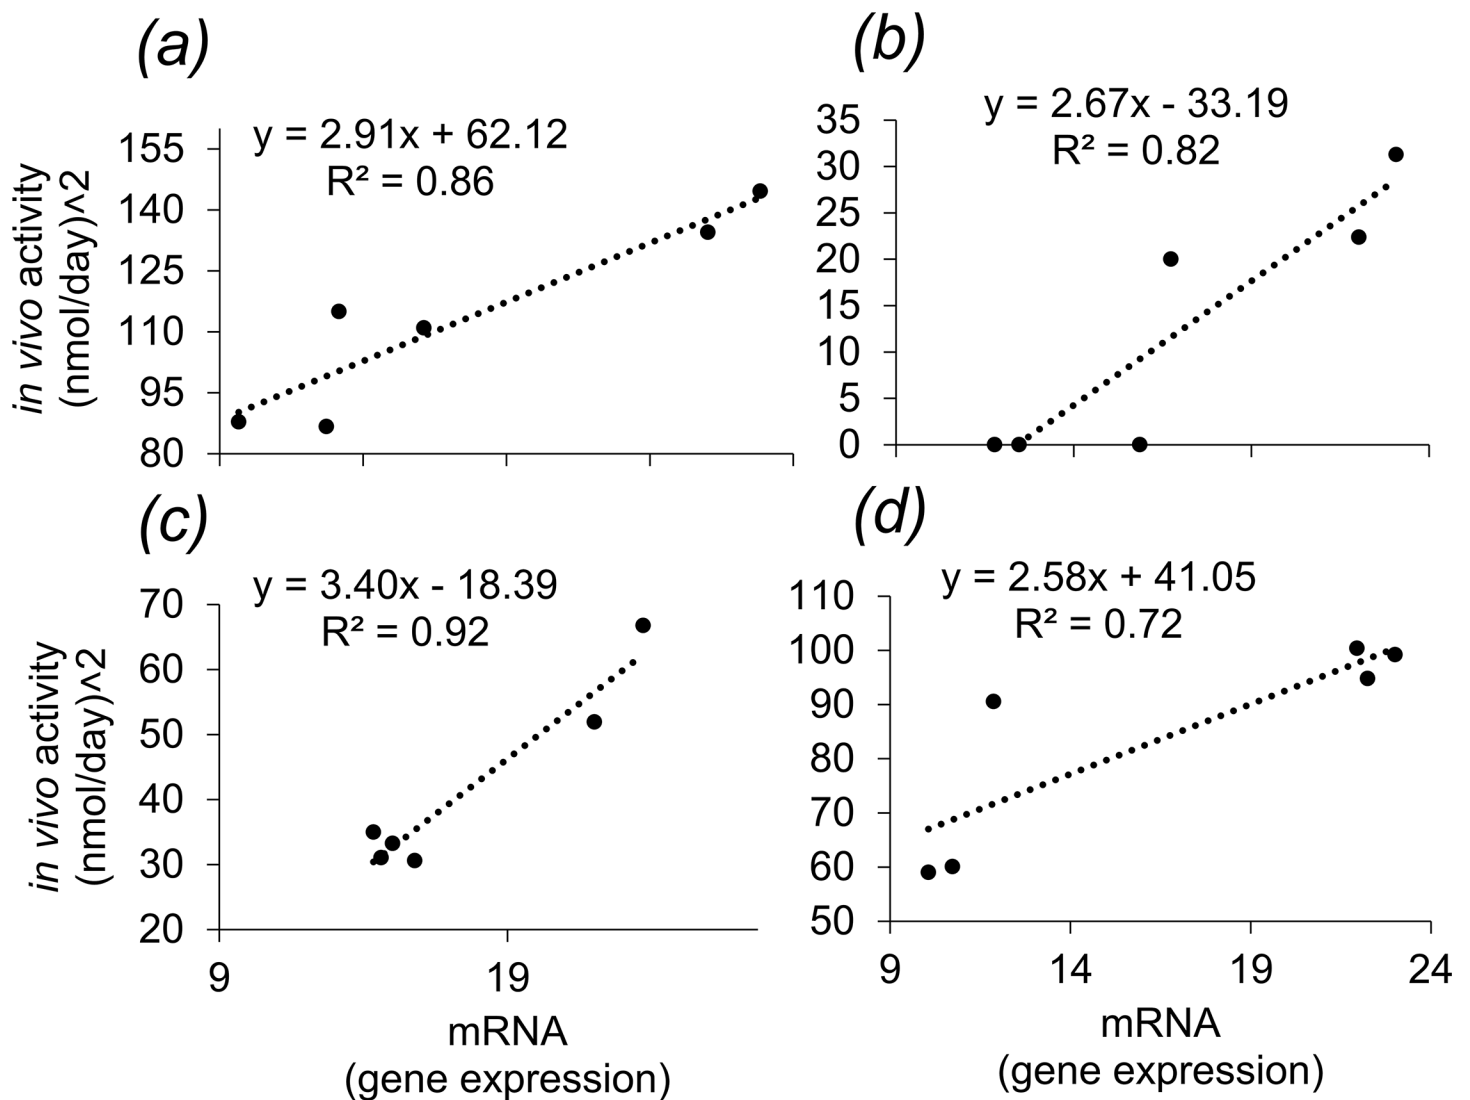 (a)
y = 2.91x + 62.12
R² = 0.86
155
140
125
110
95
80
in vivo activity
(nmol/day)^2
(b)
y = 2.67x - 33.19
R² = 0.82
35
30
25
20
15
10
5
0
(c)
y = 3.40x - 18.39
R² = 0.92
70
60
50
40
30
20
in vivo activity
(nmol/day)^2
9 19
mRNA
(gene expression)
(d)
y = 2.58x + 41.05
R² = 0.72
110
100
90
80
70
60
50
9 14 19 24
mRNA
(gene expression)